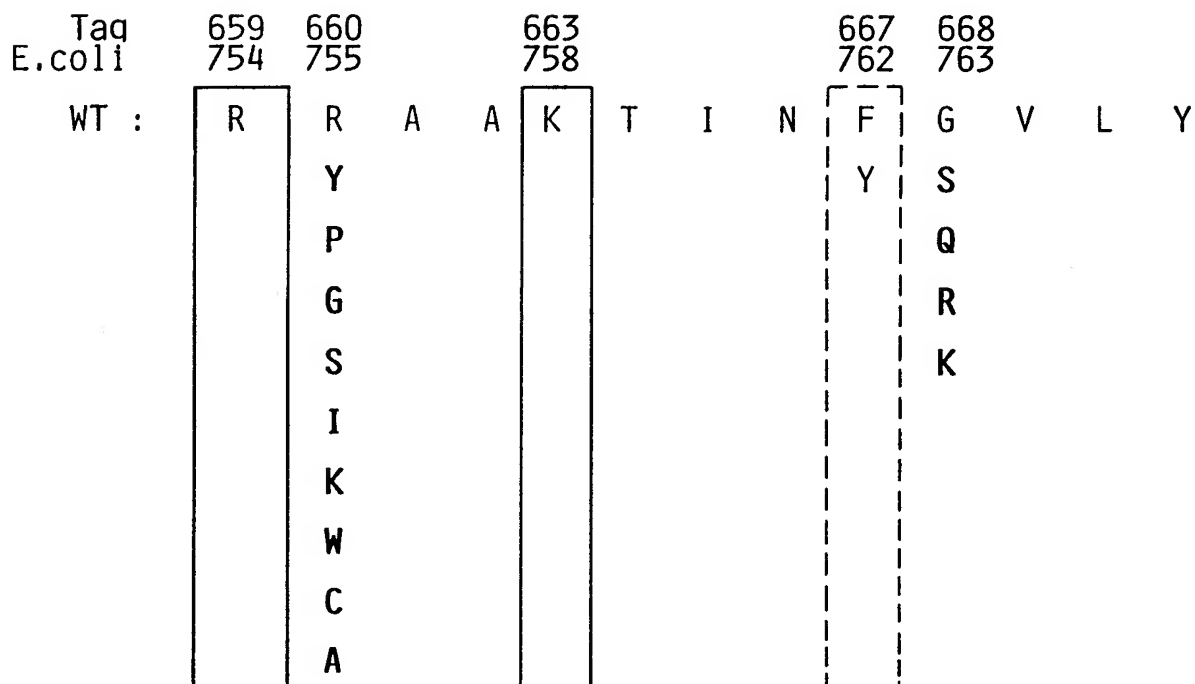 Taq 659 660 663 667 668
E.coli 754 755 758 762 763
WT : R R A A K T I N F G V L Y
Y Y S
P Q
G R
S K
I
K
W
C
A